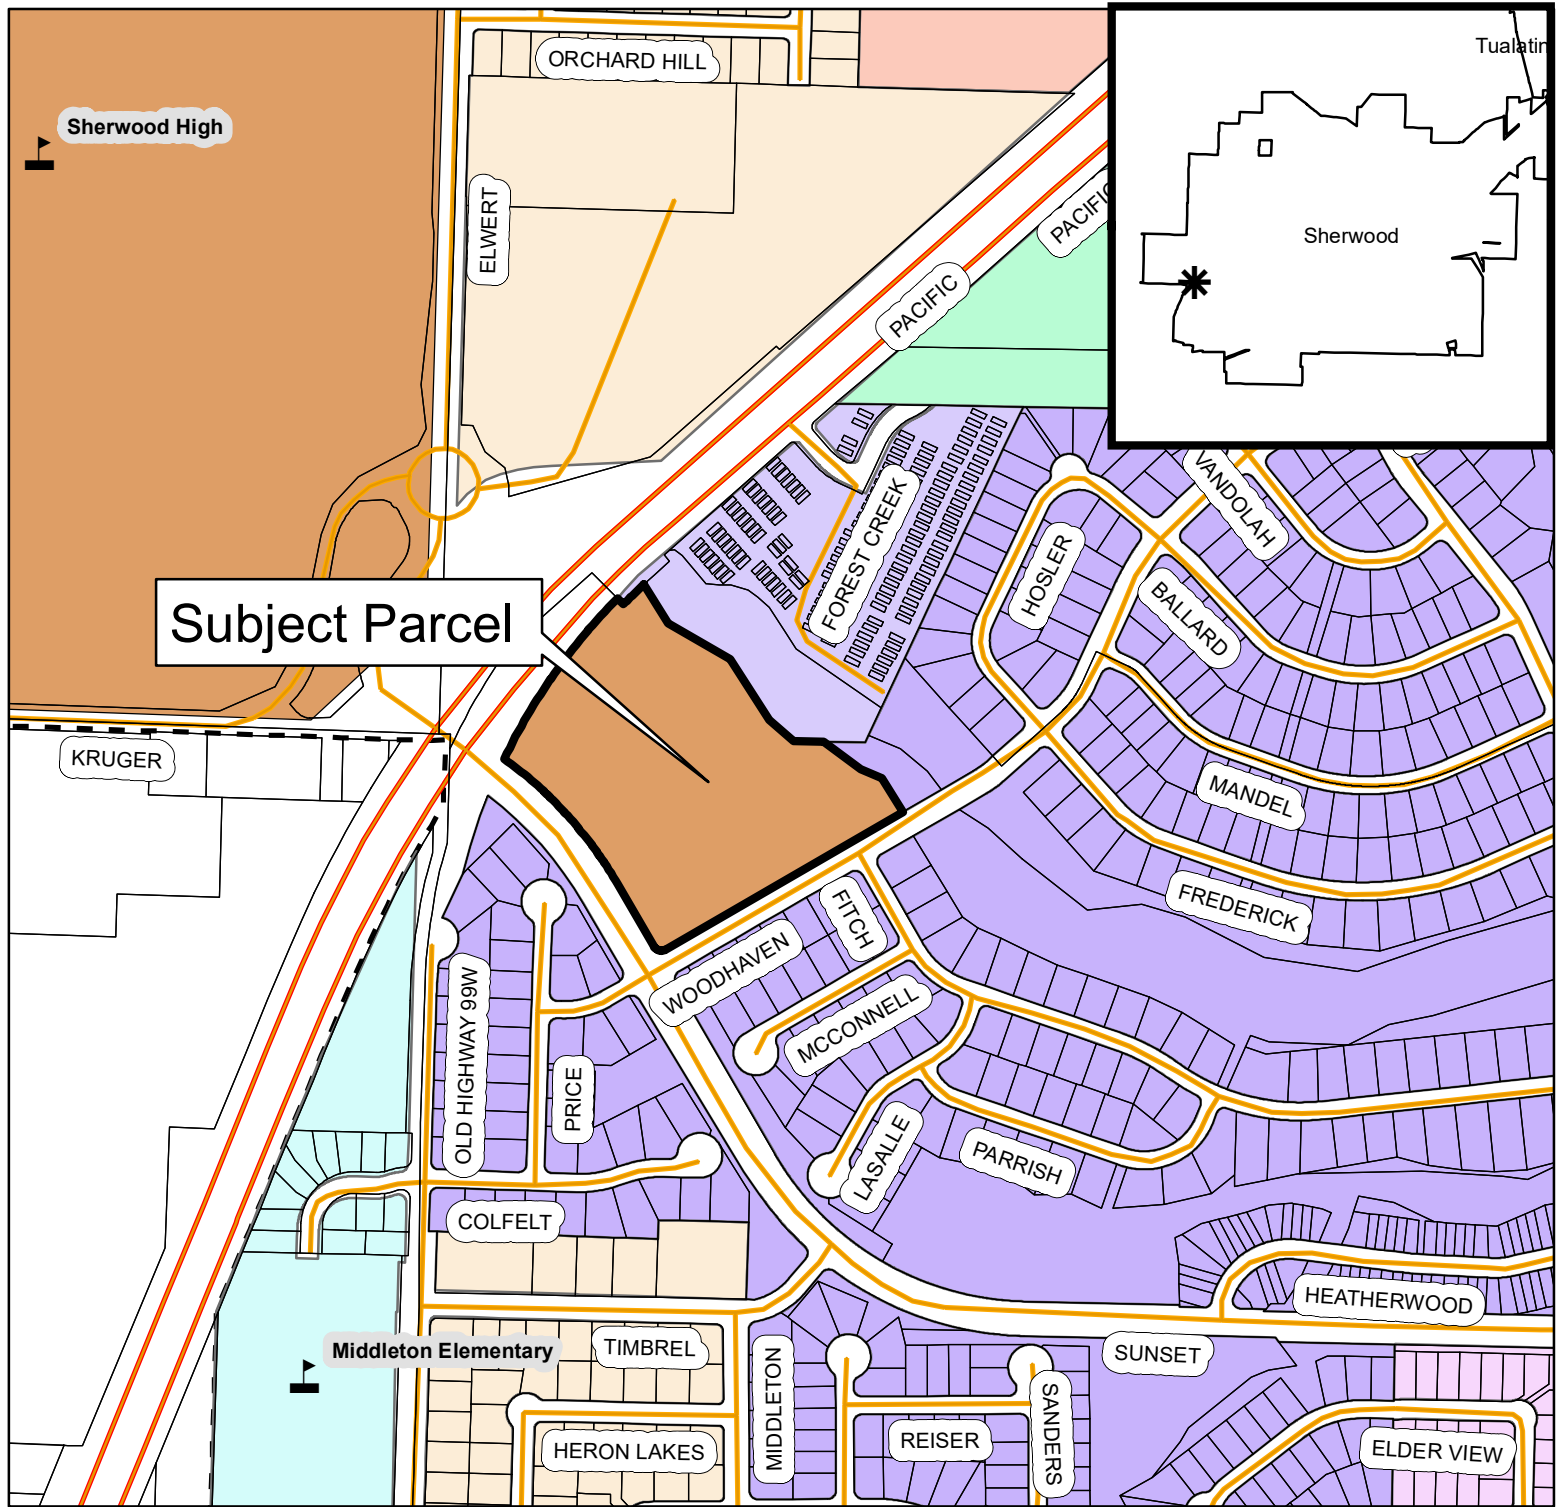 ORCHARD HILL
Tualatin
Sherwood High
ELWERT
PACIFIC
PACIFIC
Sherwood
VANDOLAH
FOREST CREEK
HOSLER
BALLARD
Subject Parcel
KRUGER
MANDEL
FREDERICK
FITCH
WOODHAVEN
MCCONNELL
OLD HIGHWAY 99W
PRICE
LASALLE
PARRISH
COLFELT
HEATHERWOOD
TIMBREL
Middleton Elementary
SUNSET
MIDDLETON
SANDERS
HERON LAKES
REISER
ELDER VIEW